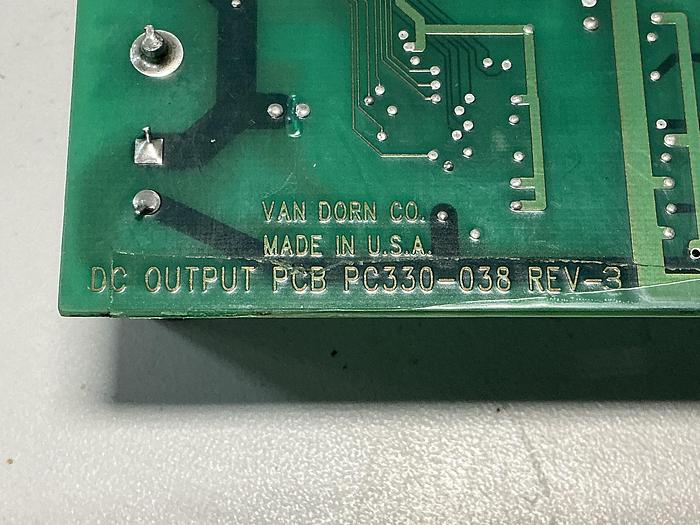 VAN DORN CO.
MADE IN U.S.A.
DC OUTPUT PCB PC330-038 REV-3